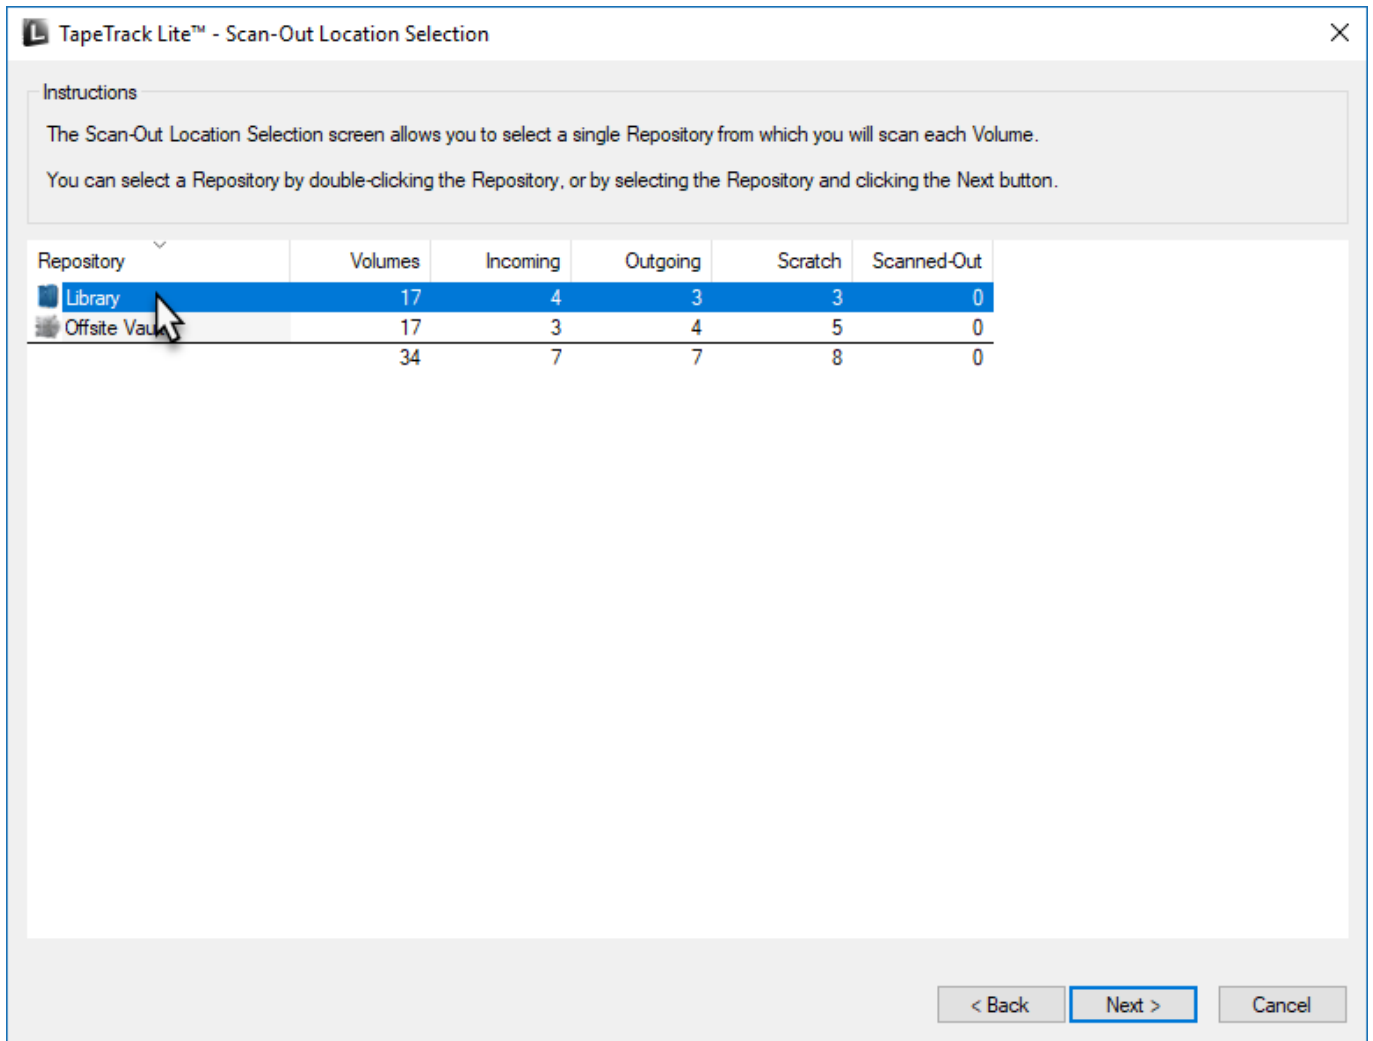 TapeTrack Lite™ - Scan-Out Location Selection
Instructions
The Scan-Out Location Selection screen allows you to select a single Repository from which you will scan each Volume.
You can select a Repository by double-clicking the Repository, or by selecting the Repository and clicking the Next button.
Repository Volumes Incoming Outgoing Scratch Scanned-Out
Library 17 4 3 3 0
Offsite 17 3 4 5 0
34 7 7 8 0
< Back Next > Cancel